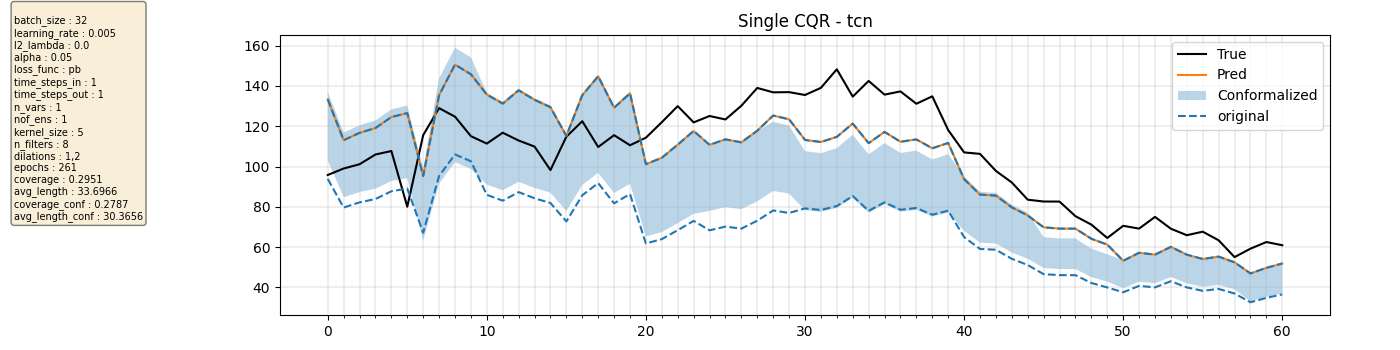 batch_size : 32
learning_rate : 0.005
l2_lambda : 0.0
alpha : 0.05
loss_func : pb
time_steps_in : 1
time_steps_out : 1
n_vars : 1
nof_ens : 1
kernel_size : 5
n_filters : 8
dilations : 1,2
epochs : 261
coverage : 0.2951
avg_length : 33.6966
coverage_conf : 0.2787
avg_length_conf : 30.3656
Single CQR - tcn
160
140
120
100
80
60
40
0 10 20 30 40 50 60
True
Pred
Conformalized
original